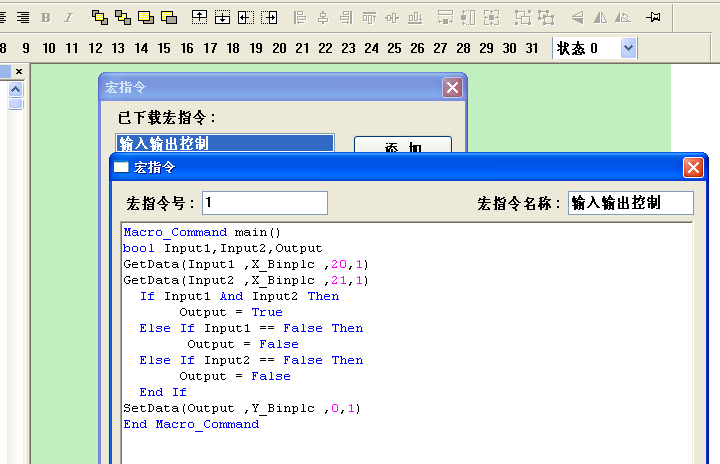 B I
8 9 10 11 12 13 14 15 16 17 18 19 20 21 22 23 24 25 26 27 28 29 30 31 状态 0
宏指令
已下载宏指令：
输入输出控制
添 加
宏指令
宏指令号： 1 宏指令名称： 输入输出控制
Macro_Command main()
bool Input1,Input2,Output
GetData(Input1 ,X_Binplc ,20,1)
GetData(Input2 ,X_Binplc ,21,1)
If Input1 And Input2 Then
Output = True
Else If Input1 == False Then
Output = False
Else If Input2 == False Then
Output = False
End If
SetData(Output ,Y_Binplc ,0,1)
End Macro_Command